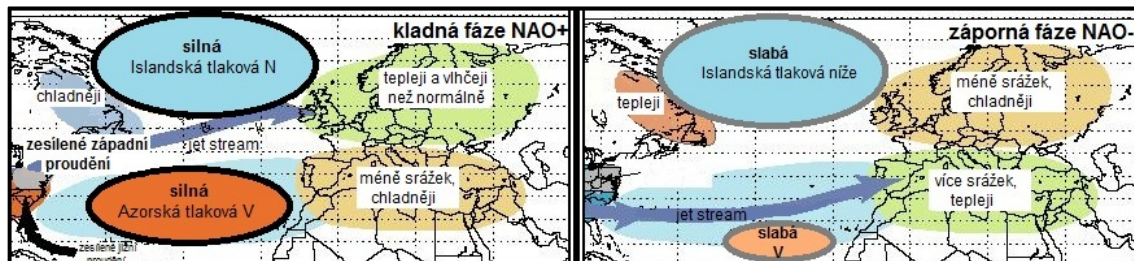 kladná fáze NAO+
silná
Islandská tlaková N
tepleji a vlhčeji
než normálně
chladněji
jet stream
zesílené západní
proudění
silná
Azorská tlaková V
méně srážek,
chladněji
zesílené jižní
proudění
záporná fáze NAO-
slabá
Islandská tlaková níže
méně srážek,
chladněji
tepleji
více srážek,
tepleji
jet stream
slabá
V